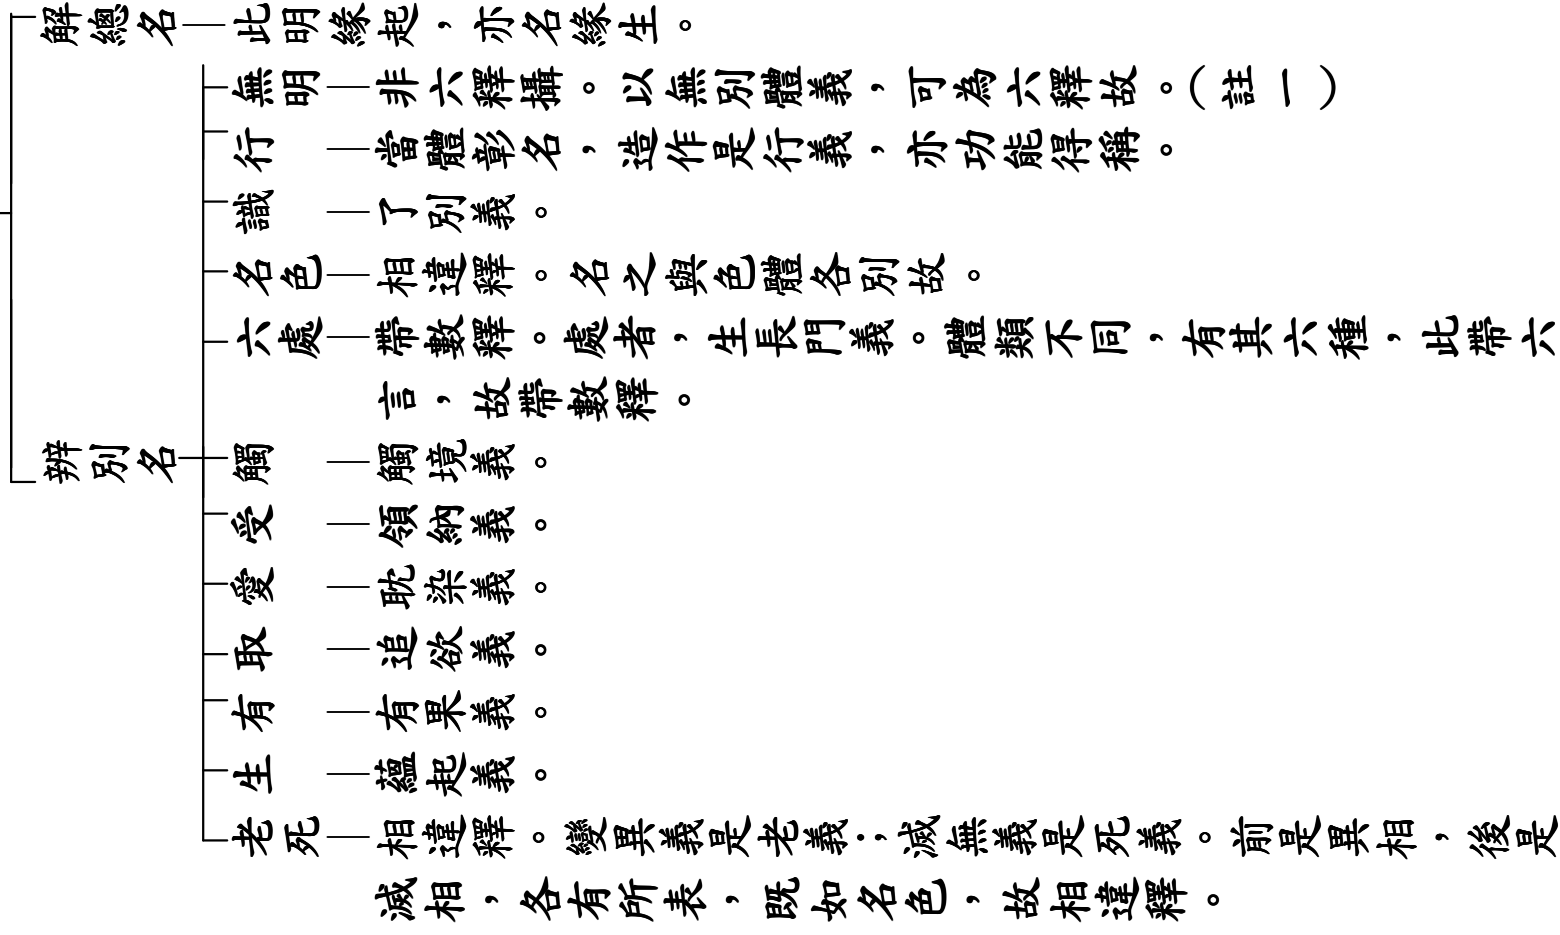 解總名—此明緣起，亦名緣生。
辨別名
無明—非六釋攝。以無別體義，可為六釋故。（註一）
行—當體彰名，造作是行義，亦功能得稱。
識—了別義。
名色—相違釋。名之與色體各別故。
六處—帶數釋。處者，生長門義。體類不同，有其六種，此帶六
言，故帶數釋。
觸—觸境義。
受—領納義。
愛—耽染義。
取—追欲義。
有—有果義。
生—蘊起義。
老死—相違釋。變異義是老義；滅無義是死義。前是異相，後是
滅相，各有所表，既如名色，故相違釋。